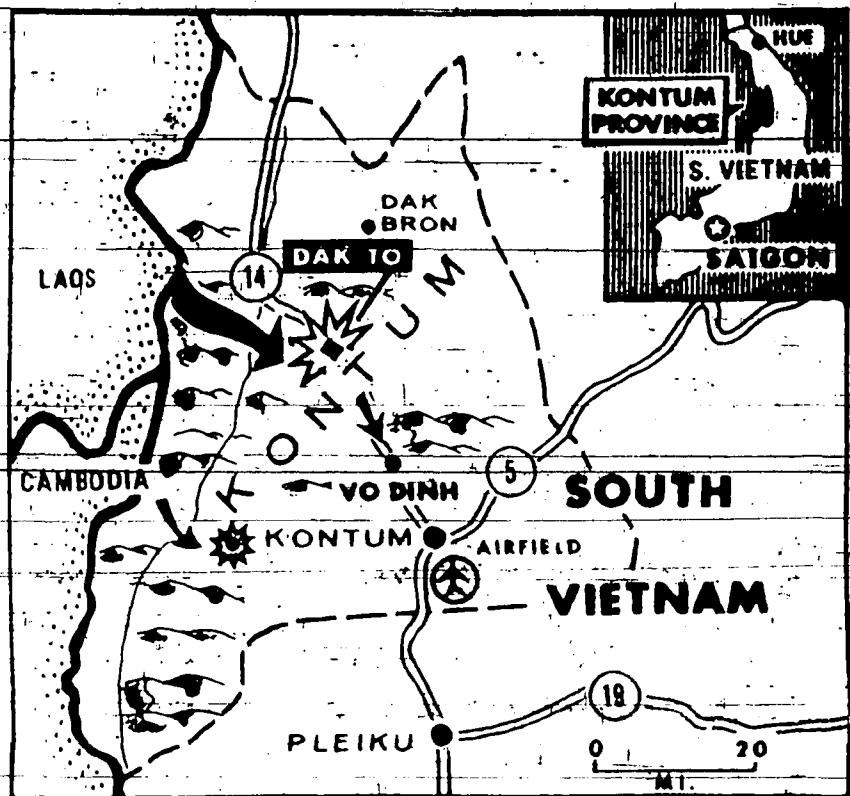 HUE
KONTUM
PROVINCE
S. VIETNAM
SAIGON
DAK
BRON
DAK TO
LAOS
14
KONTUM
CAMBODIA
VO DINH
5
SOUTH
KONTUM
AIRFIELD
VIETNAM
19
PLEIKU
0 20
MI.